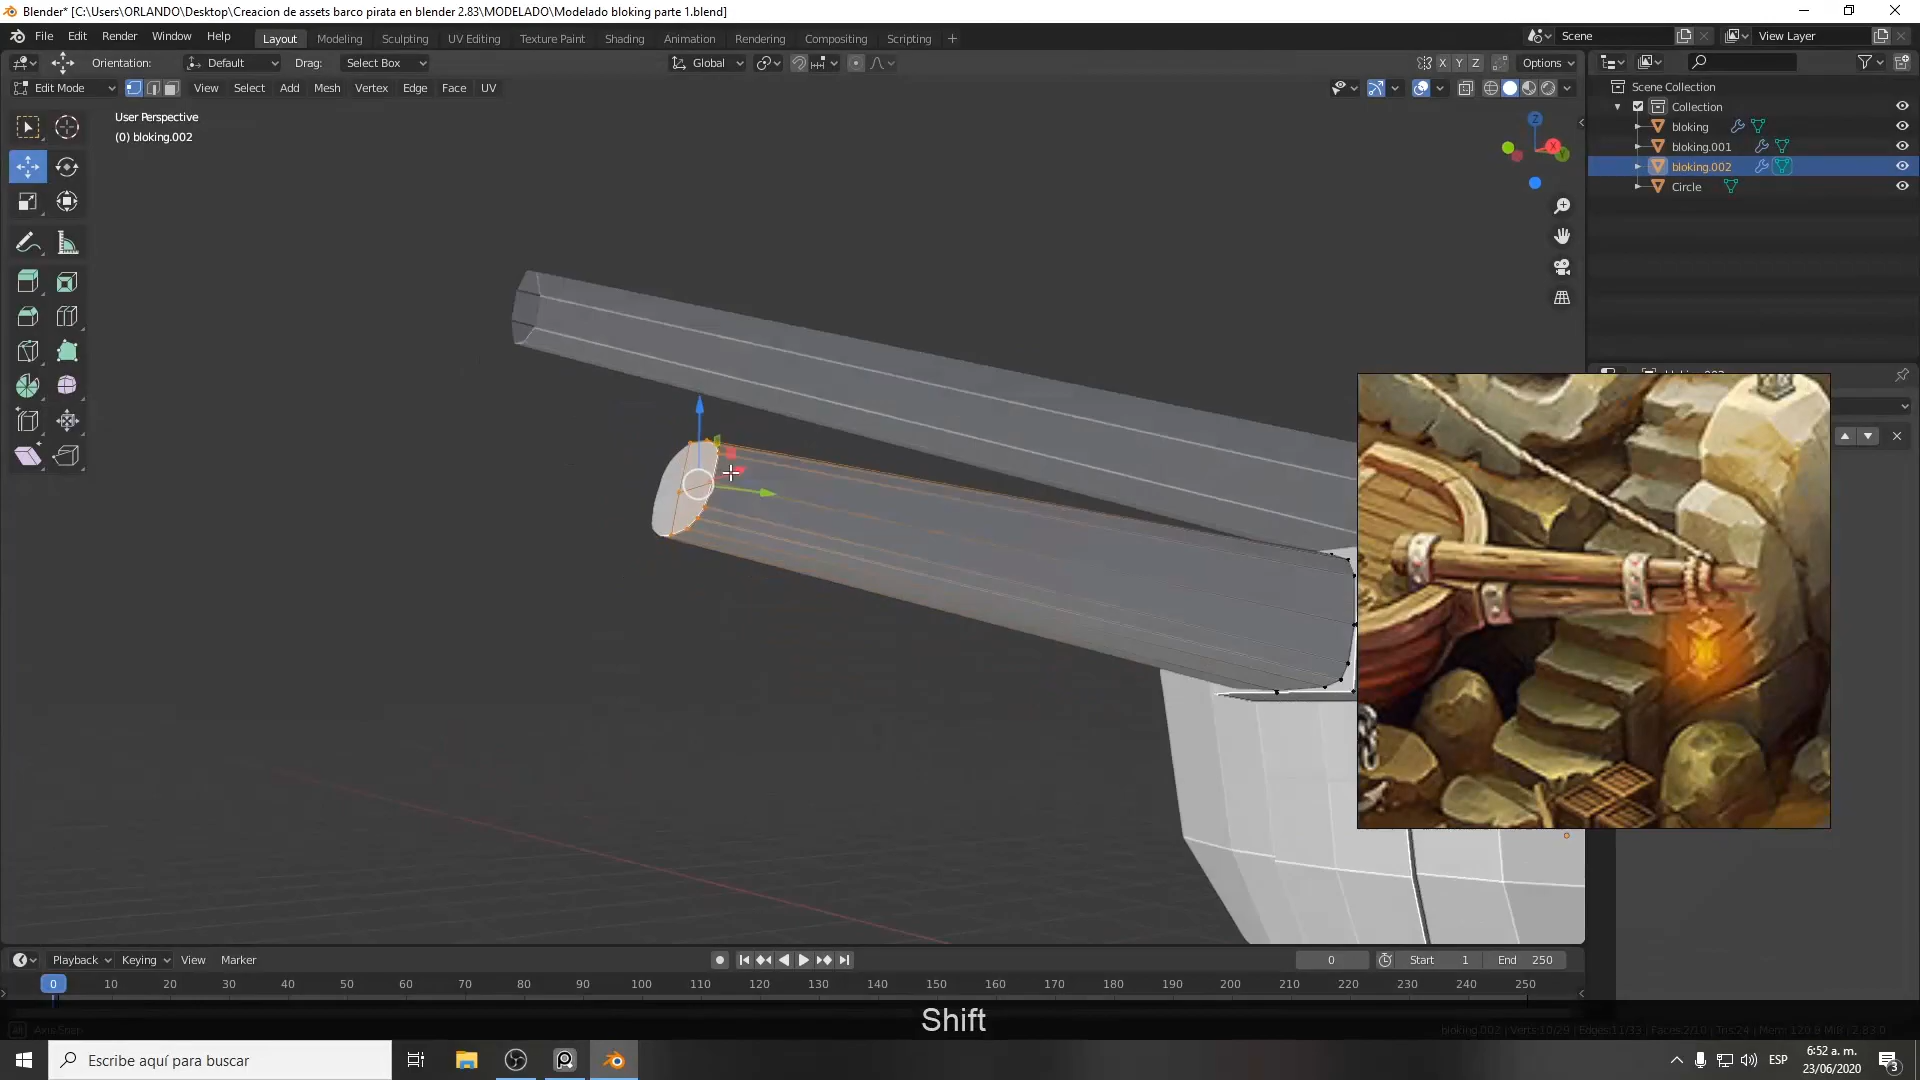 Blender* [C:\Users\ORLANDO\Desktop\Creacion de assets barco pirata en blender 2.83\MODELADO\Modelado bloking parte 1.blend]
File Edit Render Window Help Layout Modeling Sculpting UV Editing Texture Paint Shading Animation Rendering Compositing Scripting + Scene View Layer
Orientation: Default Drag: Select Box Global X Y Z Options
Edit Mode View Select Add Mesh Vertex Edge Face UV
Scene Collection
Collection
bloking
bloking.001
bloking.002
Circle
User Perspective
(0) bloking.002
Z
X
Y
Playback Keying View Marker 0 Start 1 End 250
0 10 20 30 40 50 60 70 80 90 100 110 120 130 140 150 160 170 180 190 200 210 220 230 240 250
Shift
Axis Snap
Escribe aquí para buscar
ESP
6:52 a. m.
23/06/2020
3